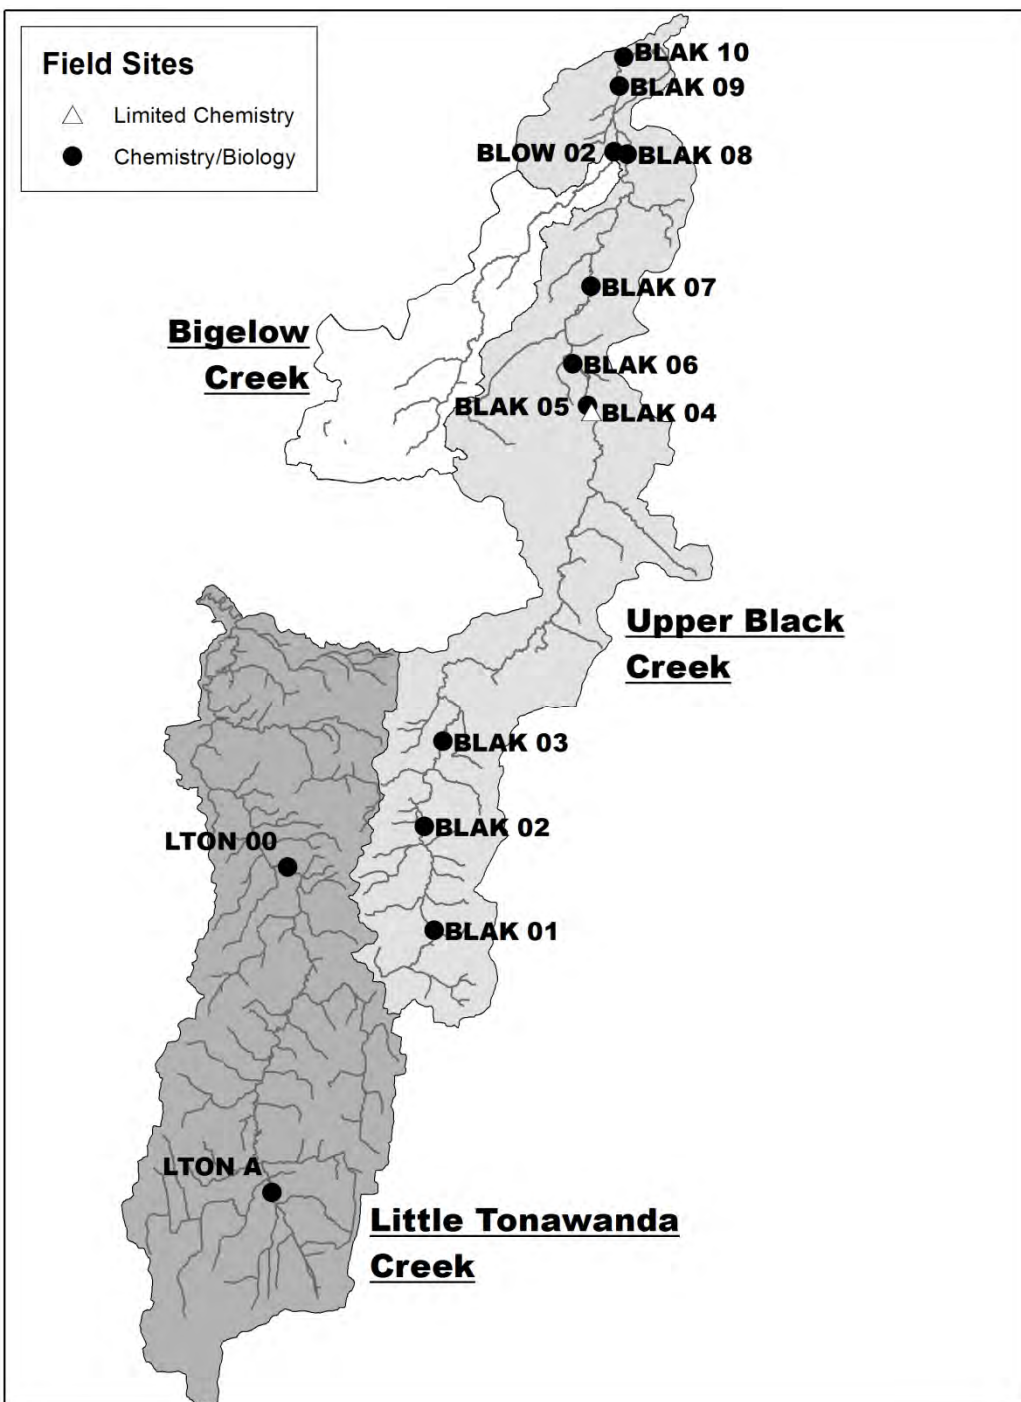 Field Sites
Limited Chemistry
Chemistry/Biology
BLAK 10
BLAK 09
BLOW 02
BLAK 08
BLAK 07
Bigelow
Creek
BLAK 06
BLAK 05
BLAK 04
Upper Black
Creek
BLAK 03
BLAK 02
LTON 00
BLAK 01
LTON A
Little Tonawanda
Creek